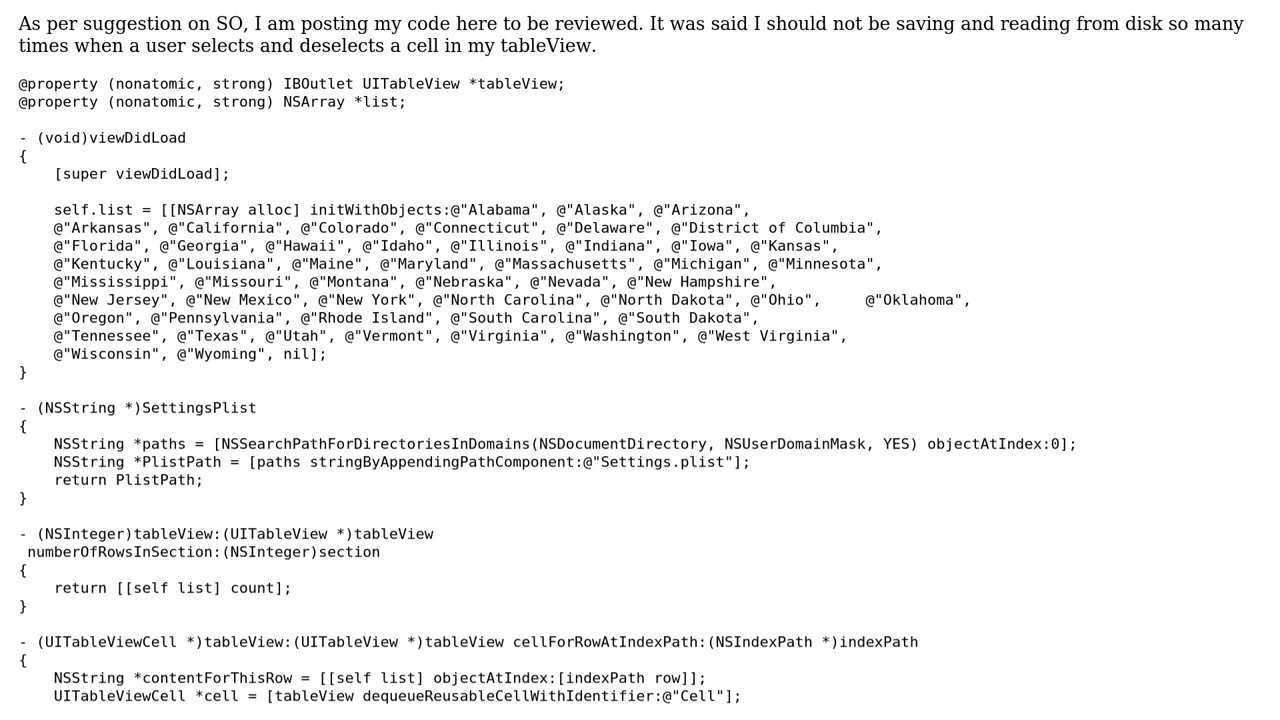 As per suggestion on SO, I am posting my code here to be reviewed. It was said I should not be saving and reading from disk so many
times when a user selects and deselects a cell in my tableView.
@property (nonatomic, strong) IBOutlet UITableView *tableView;
@property (nonatomic, strong) NSArray *list;
- (void)viewDidLoad
{
    [super viewDidLoad];
    self.list = [[NSArray alloc] initWithObjects:@"Alabama", @"Alaska", @"Arizona",
    @"Arkansas", @"California", @"Colorado", @"Connecticut", @"Delaware", @"District of Columbia",
    @"Florida", @"Georgia", @"Hawaii", @"Idaho", @"Illinois", @"Indiana", @"Iowa", @"Kansas",
    @"Kentucky", @"Louisiana", @"Maine", @"Maryland", @"Massachusetts", @"Michigan", @"Minnesota",
    @"Mississippi", @"Missouri", @"Montana", @"Nebraska", @"Nevada", @"New Hampshire",
    @"New Jersey", @"New Mexico", @"New York", @"North Carolina", @"North Dakota", @"Ohio",     @"Oklahoma",
    @"Oregon", @"Pennsylvania", @"Rhode Island", @"South Carolina", @"South Dakota",
    @"Tennessee", @"Texas", @"Utah", @"Vermont", @"Virginia", @"Washington", @"West Virginia",
    @"Wisconsin", @"Wyoming", nil];
}
- (NSString *)SettingsPlist
{
    NSString *paths = [NSSearchPathForDirectoriesInDomains(NSDocumentDirectory, NSUserDomainMask, YES) objectAtIndex:0];
    NSString *PlistPath = [paths stringByAppendingPathComponent:@"Settings.plist"];
    return PlistPath;
}
- (NSInteger)tableView:(UITableView *)tableView
 numberOfRowsInSection:(NSInteger)section
{
    return [[self list] count];
}
- (UITableViewCell *)tableView:(UITableView *)tableView cellForRowAtIndexPath:(NSIndexPath *)indexPath
{
    NSString *contentForThisRow = [[self list] objectAtIndex:[indexPath row]];
    UITableViewCell *cell = [tableView dequeueReusableCellWithIdentifier:@"Cell"];